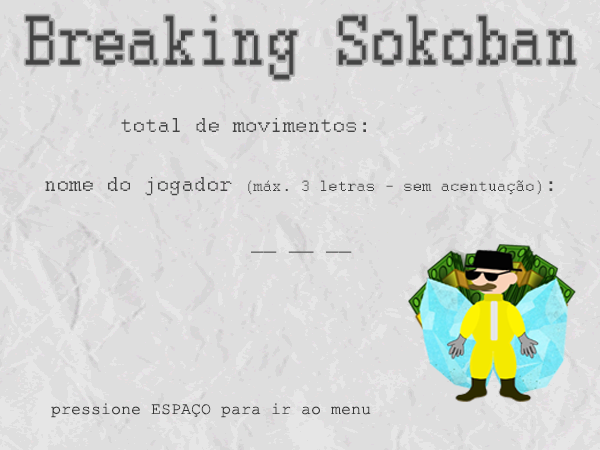 Breaking Sokoban
total de movimentos:
nome do jogador (máx. 3 letras - sem acentuação):
__ __ __
pressione ESPAÇO para ir ao menu